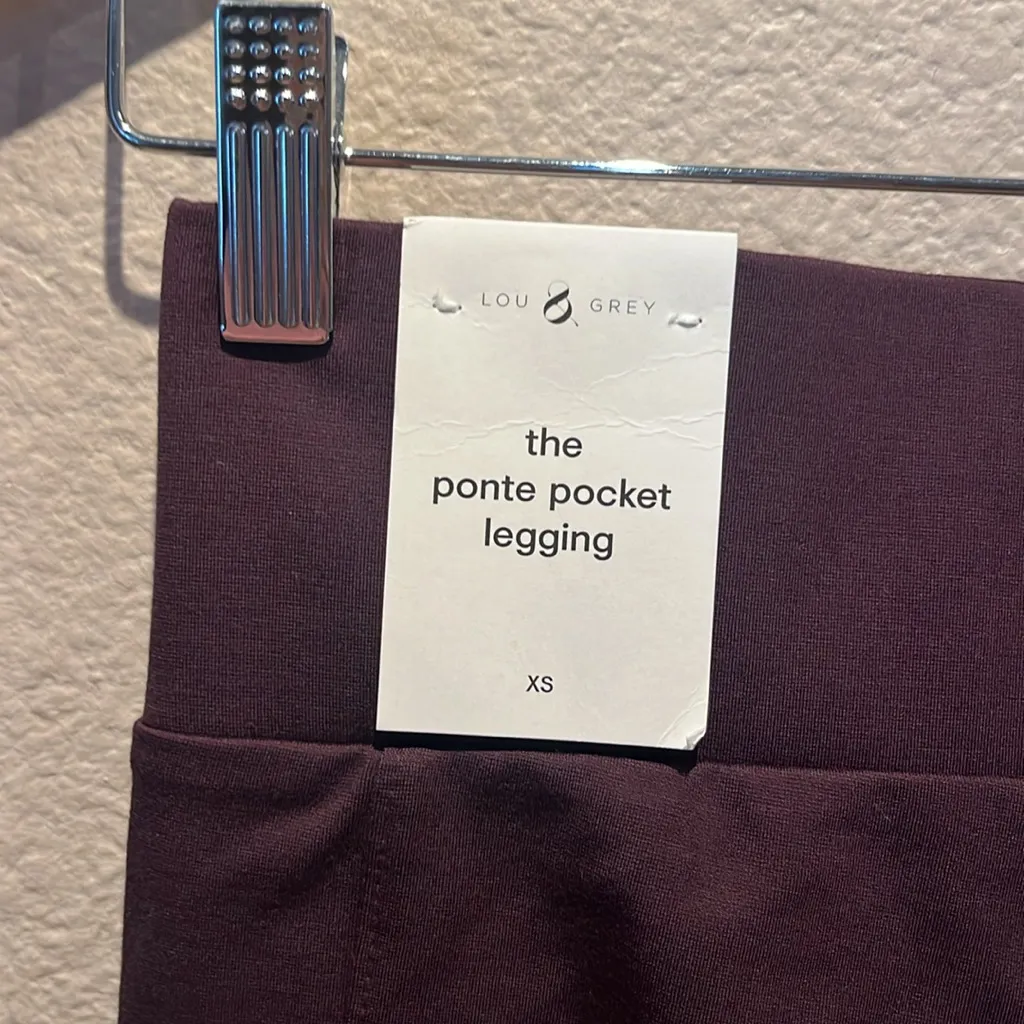 LOU & GREY
the
ponte pocket
legging
XS